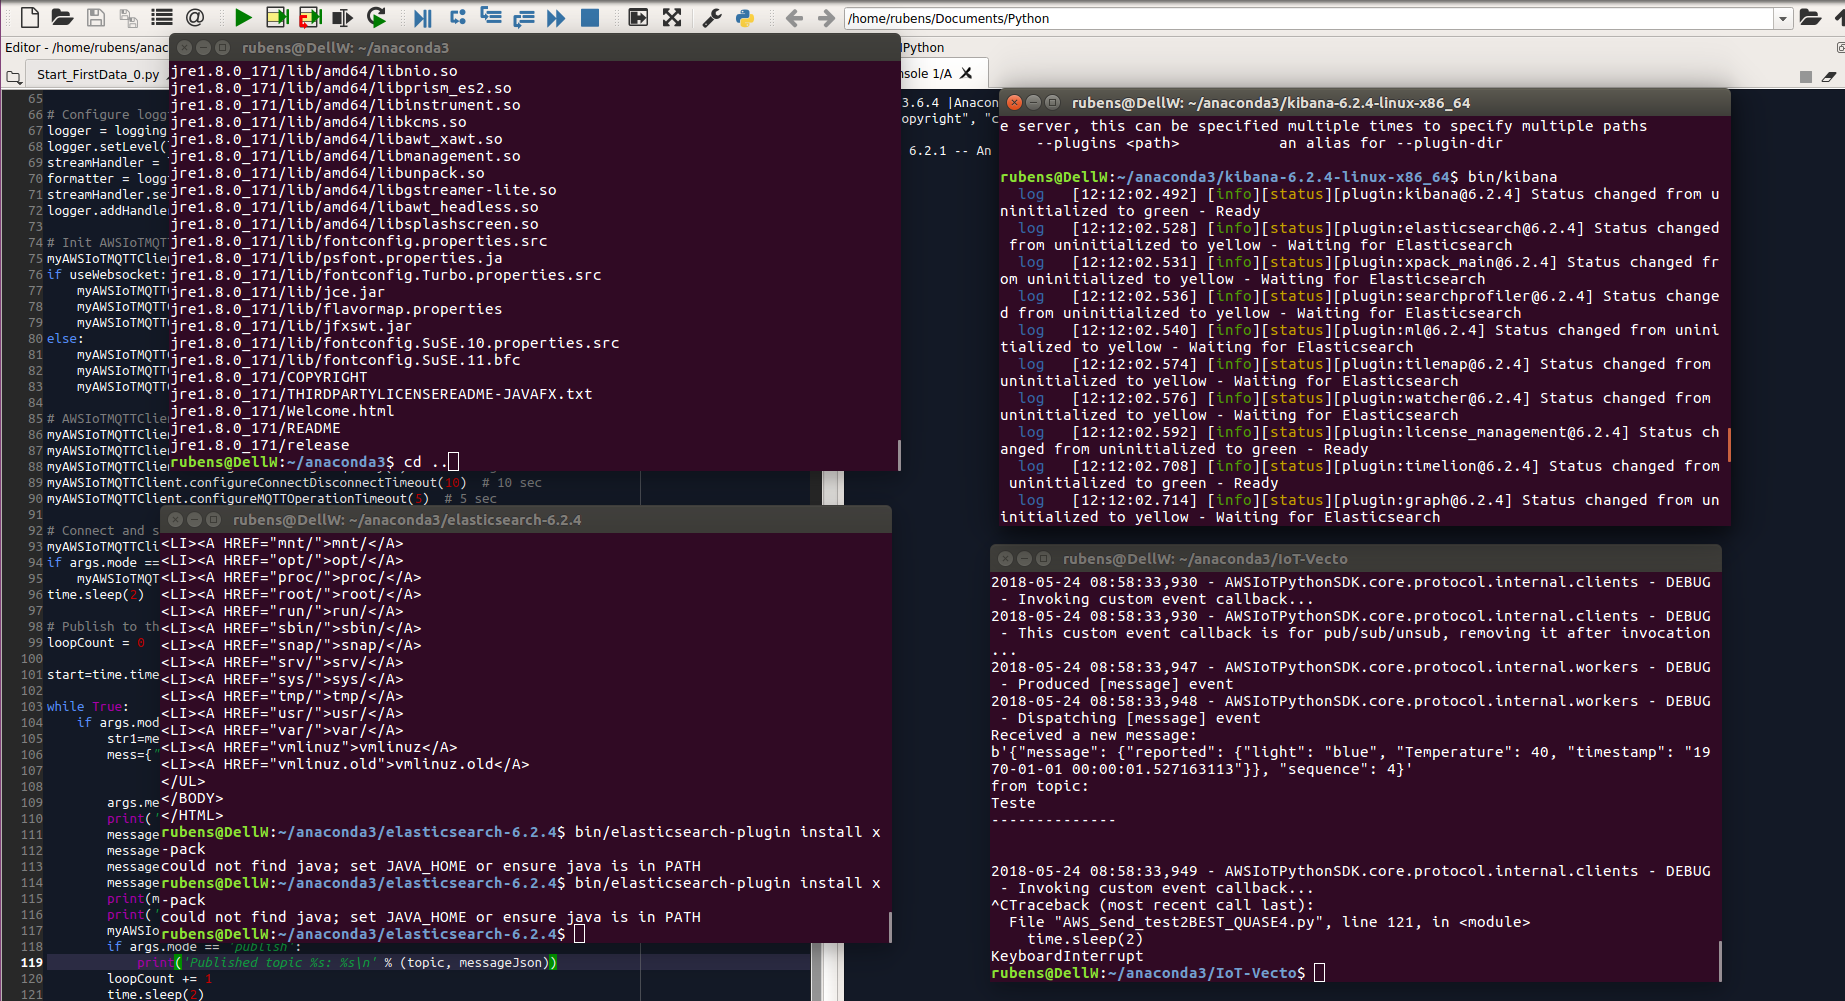 /home/rubens/Documents/Python
Editor - /home/rubens/anac
Python
Start_FirstData_0.py
nsole 1/A
rubens@DellW: ~/anaconda3
jre1.8.0_171/lib/amd64/libnio.so
jre1.8.0_171/lib/amd64/libprism_es2.so
jre1.8.0_171/lib/amd64/libinstrument.so
jre1.8.0_171/lib/amd64/libkcms.so
jre1.8.0_171/lib/amd64/libawt_xawt.so
jre1.8.0_171/lib/amd64/libmanagement.so
jre1.8.0_171/lib/amd64/libunpack.so
jre1.8.0_171/lib/amd64/libgstreamer-lite.so
jre1.8.0_171/lib/amd64/libawt_headless.so
jre1.8.0_171/lib/amd64/libsplashscreen.so
jre1.8.0_171/lib/fontconfig.properties.src
jre1.8.0_171/lib/psfont.properties.ja
jre1.8.0_171/lib/fontconfig.Turbo.properties.src
jre1.8.0_171/lib/jce.jar
jre1.8.0_171/lib/flavormap.properties
jre1.8.0_171/lib/jfxswt.jar
jre1.8.0_171/lib/fontconfig.SuSE.10.properties.src
jre1.8.0_171/lib/fontconfig.SuSE.11.bfc
jre1.8.0_171/COPYRIGHT
jre1.8.0_171/THIRDPARTYLICENSEREADME-JAVAFX.txt
jre1.8.0_171/Welcome.html
jre1.8.0_171/README
jre1.8.0_171/release
rubens@DellW:~/anaconda3$ cd ..
65
66 # Configure logg
67 logger = logging
68 logger.setLevel(
69 streamHandler =
70 formatter = logg
71 streamHandler.se
72 logger.addHandle
73
74 # Init AWSIoTMQT
75 myAWSIoTMQTTClie
76 if useWebsocket:
77 myAWSIoTMQTTC
78 myAWSIoTMQTTC
79 myAWSIoTMQTTC
80 else:
81 myAWSIoTMQTTC
82 myAWSIoTMQTTC
83 myAWSIoTMQTTC
84
85 # AWSIoTMQTTClie
86 myAWSIoTMQTTClie
87 myAWSIoTMQTTClie
88 myAWSIoTMQTTClie
89 myAWSIoTMQTTClient.configureConnectDisconnectTimeout(10) # 10 sec
90 myAWSIoTMQTTClient.configureMQTTOperationTimeout(5) # 5 sec
91
92 # Connect and s
93 myAWSIoTMQTTCli
94 if args.mode ==
95 myAWSIoTMQT
96 time.sleep(2)
97
98 # Publish to th
99 loopCount = 0
100
101 start=time.time
102
103 while True:
104 if args.mod
105 str1=me
106 mess={"
107
108
109 args.me
110 print('
111 message
112 message
113 message
114 message
115 print(m
116 print('
117 myAWSIo
118 if args.mode == 'publish':
119 print('Published topic %s: %s\n' % (topic, messageJson))
120 loopCount += 1
121 time.sleep(2)
rubens@DellW: ~/anaconda3/elasticsearch-6.2.4
<LI><A HREF="mnt/">mnt/</A>
<LI><A HREF="opt/">opt/</A>
<LI><A HREF="proc/">proc/</A>
<LI><A HREF="root/">root/</A>
<LI><A HREF="run/">run/</A>
<LI><A HREF="sbin/">sbin/</A>
<LI><A HREF="snap/">snap/</A>
<LI><A HREF="srv/">srv/</A>
<LI><A HREF="sys/">sys/</A>
<LI><A HREF="tmp/">tmp/</A>
<LI><A HREF="usr/">usr/</A>
<LI><A HREF="var/">var/</A>
<LI><A HREF="vmlinuz">vmlinuz</A>
<LI><A HREF="vmlinuz.old">vmlinuz.old</A>
</UL>
</BODY>
</HTML>
rubens@DellW:~/anaconda3/elasticsearch-6.2.4$ bin/elasticsearch-plugin install x
-pack
could not find java; set JAVA_HOME or ensure java is in PATH
rubens@DellW:~/anaconda3/elasticsearch-6.2.4$ bin/elasticsearch-plugin install x
-pack
could not find java; set JAVA_HOME or ensure java is in PATH
rubens@DellW:~/anaconda3/elasticsearch-6.2.4$
3.6.4 |Anacon
opyright", "c
6.2.1 -- An
rubens@DellW: ~/anaconda3/kibana-6.2.4-linux-x86_64
e server, this can be specified multiple times to specify multiple paths
--plugins <path> an alias for --plugin-dir
rubens@DellW:~/anaconda3/kibana-6.2.4-linux-x86_64$ bin/kibana
log [12:12:02.492] [info][status][plugin:kibana@6.2.4] Status changed from u
ninitialized to green - Ready
log [12:12:02.528] [info][status][plugin:elasticsearch@6.2.4] Status changed
from uninitialized to yellow - Waiting for Elasticsearch
log [12:12:02.531] [info][status][plugin:xpack_main@6.2.4] Status changed fr
om uninitialized to yellow - Waiting for Elasticsearch
log [12:12:02.536] [info][status][plugin:searchprofiler@6.2.4] Status change
d from uninitialized to yellow - Waiting for Elasticsearch
log [12:12:02.540] [info][status][plugin:ml@6.2.4] Status changed from unini
tialized to yellow - Waiting for Elasticsearch
log [12:12:02.574] [info][status][plugin:tilemap@6.2.4] Status changed from
uninitialized to yellow - Waiting for Elasticsearch
log [12:12:02.576] [info][status][plugin:watcher@6.2.4] Status changed from
uninitialized to yellow - Waiting for Elasticsearch
log [12:12:02.592] [info][status][plugin:license_management@6.2.4] Status ch
anged from uninitialized to green - Ready
log [12:12:02.708] [info][status][plugin:timelion@6.2.4] Status changed from
uninitialized to green - Ready
log [12:12:02.714] [info][status][plugin:graph@6.2.4] Status changed from un
initialized to yellow - Waiting for Elasticsearch
rubens@DellW: ~/anaconda3/IoT-Vecto
2018-05-24 08:58:33,930 - AWSIoTPythonSDK.core.protocol.internal.clients - DEBUG
- Invoking custom event callback...
2018-05-24 08:58:33,930 - AWSIoTPythonSDK.core.protocol.internal.clients - DEBUG
- This custom event callback is for pub/sub/unsub, removing it after invocation
...
2018-05-24 08:58:33,947 - AWSIoTPythonSDK.core.protocol.internal.workers - DEBUG
- Produced [message] event
2018-05-24 08:58:33,948 - AWSIoTPythonSDK.core.protocol.internal.workers - DEBUG
- Dispatching [message] event
Received a new message:
b'{"message": {"reported": {"light": "blue", "Temperature": 40, "timestamp": "19
70-01-01 00:00:01.527163113"}}, "sequence": 4}'
from topic:
Teste
--------------
2018-05-24 08:58:33,949 - AWSIoTPythonSDK.core.protocol.internal.clients - DEBUG
- Invoking custom event callback...
^CTraceback (most recent call last):
File "AWS_Send_test2BEST_QUASE4.py", line 121, in <module>
time.sleep(2)
KeyboardInterrupt
rubens@DellW:~/anaconda3/IoT-Vecto$